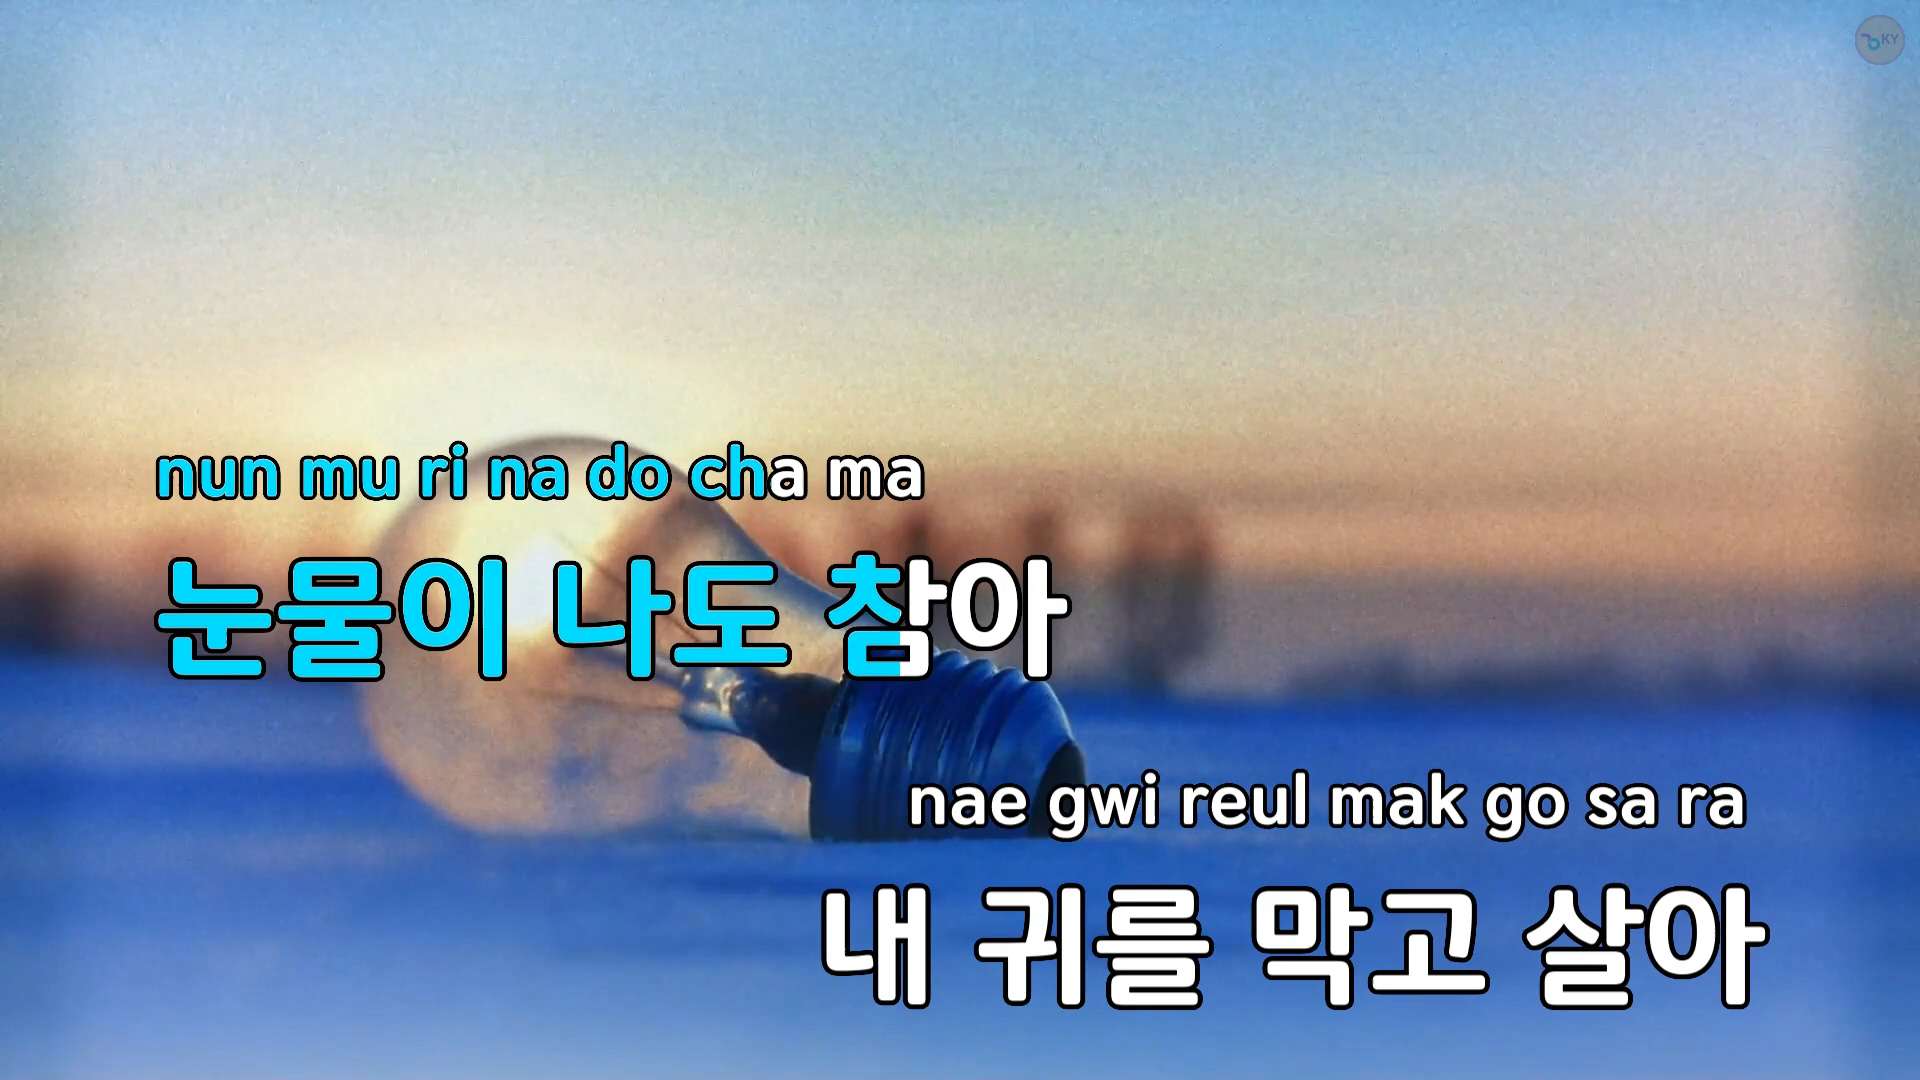 KY
nun mu ri na do cha ma
눈물이 나도 참아
nae gwi reul mak go sa ra
내 귀를 막고 살아